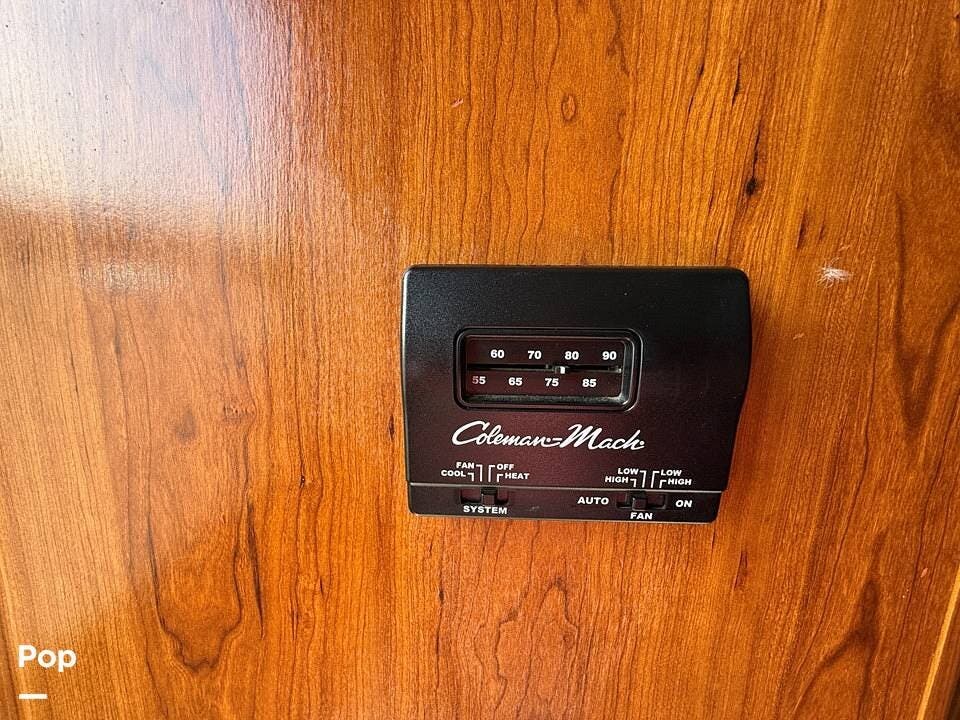 60 70 80 90
55 65 75 85
Coleman-Mach
FAN OFF
COOL HEAT
SYSTEM
LOW LOW
HIGH HIGH
AUTO ON
FAN
Pop